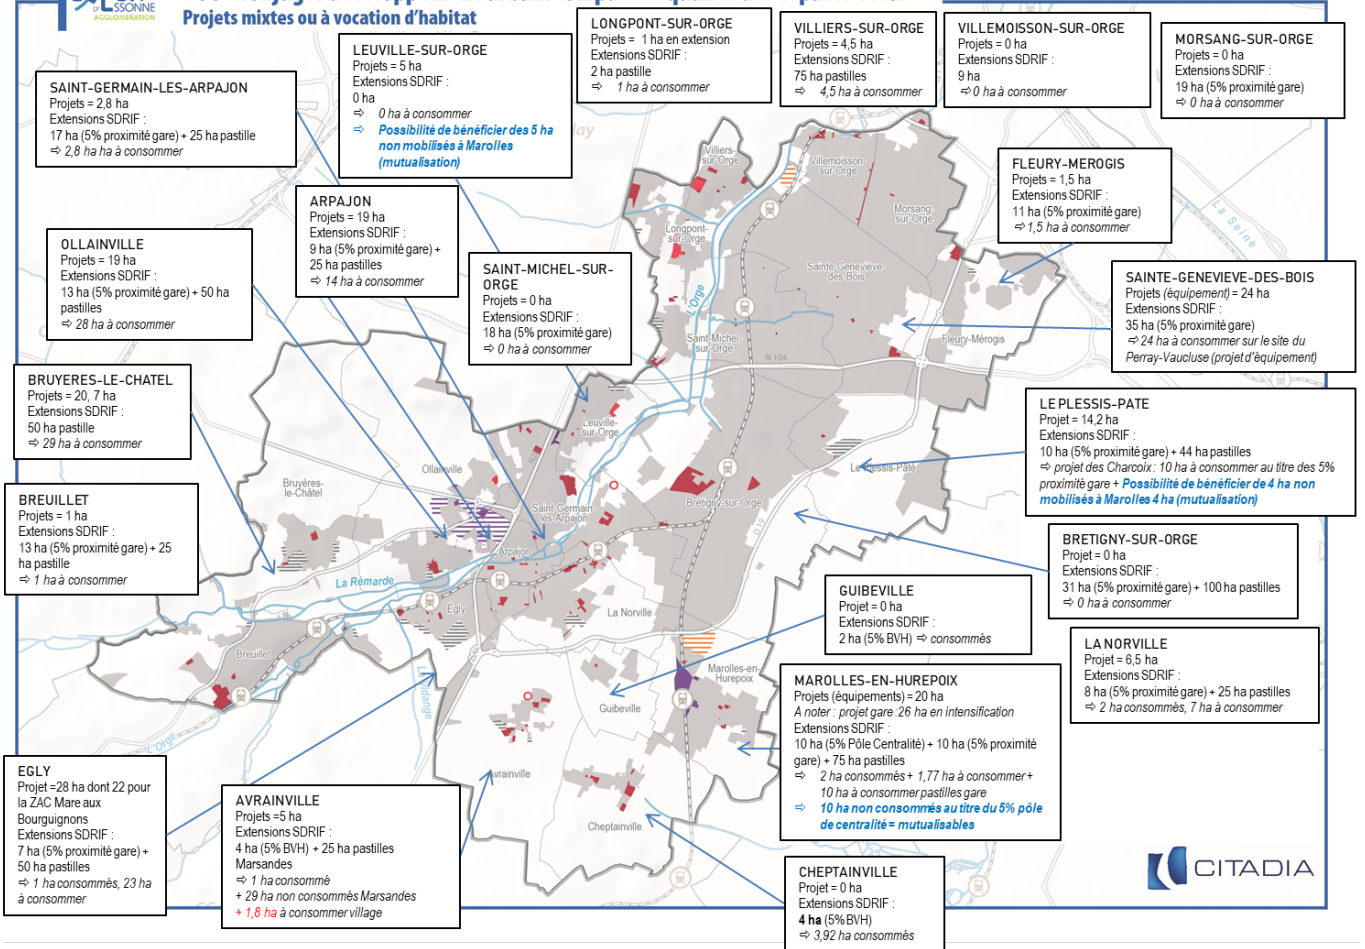 ESSONNE
AGGLOMÉRATION
Projets mixtes ou à vocation d'habitat
LONGPONT-SUR-ORGE
Projets = 1 ha en extension
Extensions SDRIF :
2 ha pastille
⇨ 1 ha à consommer
VILLIERS-SUR-ORGE
Projets = 4,5 ha
Extensions SDRIF :
75 ha pastilles
⇨ 4,5 ha à consommer
VILLEMOISSON-SUR-ORGE
Projets = 0 ha
Extensions SDRIF :
9 ha
⇨ 0 ha à consommer
MORSANG-SUR-ORGE
Projets = 0 ha
Extensions SDRIF :
19 ha (5% proximité gare)
⇨ 0 ha à consommer
LEUVILLE-SUR-ORGE
Projets = 5 ha
Extensions SDRIF :
0 ha
⇨ 0 ha à consommer
⇨ Possibilité de bénéficier des 5 ha
non mobilisés à Marolles
(mutualisation)
SAINT-GERMAIN-LES-ARPAJON
Projets = 2,8 ha
Extensions SDRIF :
17 ha (5% proximité gare) + 25 ha pastille
⇨ 2,8 ha ha à consommer
FLEURY-MEROGIS
Projets = 1,5 ha
Extensions SDRIF :
11 ha (5% proximité gare)
⇨ 1,5 ha à consommer
ARPAJON
Projets = 19 ha
Extensions SDRIF :
9 ha (5% proximité gare) +
25 ha pastilles
⇨ 14 ha à consommer
OLLAINVILLE
Projets = 19 ha
Extensions SDRIF :
13 ha (5% proximité gare) + 50 ha
pastilles
⇨ 28 ha à consommer
SAINT-MICHEL-SUR-
ORGE
Projets = 0 ha
Extensions SDRIF :
18 ha (5% proximité gare)
⇨ 0 ha à consommer
SAINTE-GENEVIEVE-DES-BOIS
Projets (équipement) = 24 ha
Extensions SDRIF :
35 ha (5% proximité gare)
⇨ 24 ha à consommer sur le site du
Perray-Vaucluse (projet d'équipement)
BRUYERES-LE-CHATEL
Projets = 20, 7 ha
Extensions SDRIF :
50 ha pastille
⇨ 29 ha à consommer
LE PLESSIS-PATE
Projet = 14,2 ha
Extensions SDRIF :
10 ha (5% proximité gare) + 44 ha pastilles
⇨ projet des Charcoix : 10 ha à consommer au titre des 5%
proximité gare + Possibilité de bénéficier de 4 ha non
mobilisés à Marolles 4 ha (mutualisation)
BREUILLET
Projets = 1 ha
Extensions SDRIF :
13 ha (5% proximité gare) + 25
ha pastille
⇨ 1 ha à consommer
BRETIGNY-SUR-ORGE
Projet = 0 ha
Extensions SDRIF :
31 ha (5% proximité gare) + 100 ha pastilles
⇨ 0 ha à consommer
GUIBEVILLE
Projet = 0 ha
Extensions SDRIF :
2 ha (5% BVH) ⇨ consommés
LA NORVILLE
Projet = 6,5 ha
Extensions SDRIF :
8 ha (5% proximité gare) + 25 ha pastilles
⇨ 2 ha consommés, 7 ha à consommer
MAROLLES-EN-HUREPOIX
Projets (équipements) = 20 ha
A noter : projet gare : 26 ha en intensification
Extensions SDRIF :
10 ha (5% Pôle Centralité) + 10 ha (5% proximité
gare) + 75 ha pastilles
⇨ 2 ha consommés + 1,77 ha à consommer +
10 ha à consommer pastilles gare
⇨ 10 ha non consommés au titre du 5% pôle
de centralité = mutualisables
EGLY
Projet =28 ha dont 22 pour
la ZAC Mare aux
Bourguignons
Extensions SDRIF :
7 ha (5% proximité gare) +
50 ha pastilles
⇨ 1 ha consommés, 23 ha
à consommer
AVRAINVILLE
Projets =5 ha
Extensions SDRIF :
4 ha (5% BVH) + 25 ha pastilles
Marsandes
⇨ 1 ha consommé
+ 29 ha non consommés Marsandes
+ 1,8 ha à consommer village
CHEPTAINVILLE
Projet = 0 ha
Extensions SDRIF :
4 ha (5% BVH)
⇨ 3,92 ha consommés
CITADIA
Villiers-
sur-Orge
Villemoisson-
sur-Orge
Morsang-
sur-Orge
Longpont-
sur-Orge
Sainte Geneviève
des-Bois
L'Orge
Saint-Michel-
sur-Orge
Fleury-Mérogis
N 104
La Seine
Leuville-
sur-Orge
Ollainville
Bruyères-
le-Châtel
Saint Germain
lès-Arpajon
Brétigny-sur-Orge
Le Plessis-Pâté
D19
Arpajon
La Rémarde
Égly
La Norville
Breuillet
L'Orge
Marolles-en-
Hurepoix
Guibeville
Avrainville
Cheptainville